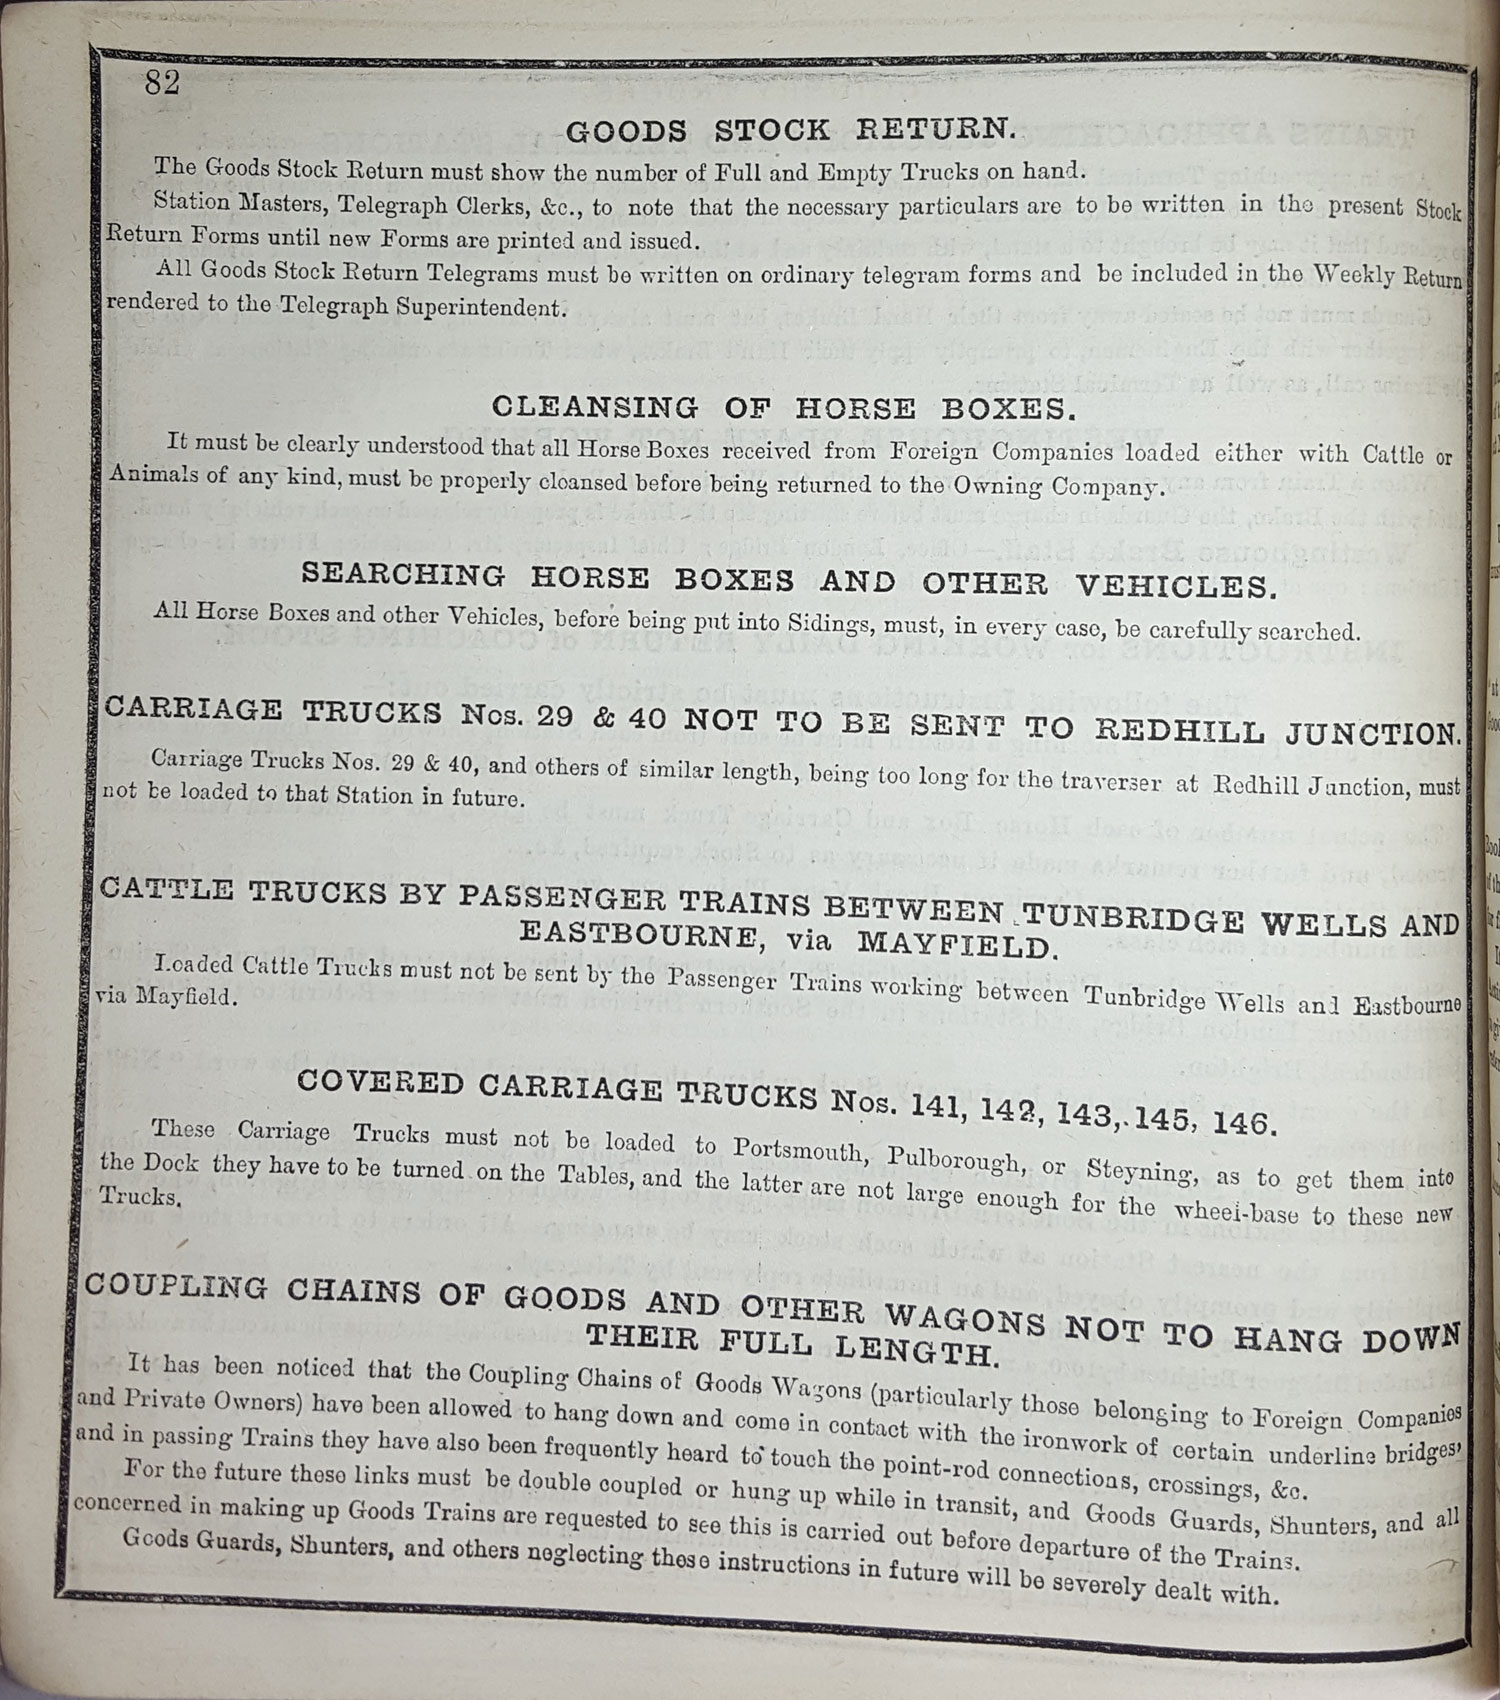 82
GOODS STOCK RETURN.
The Goods Stock Return must show the number of Full and Empty Trucks on hand.
Station Masters, Telegraph Clerks, &c., to note that the necessary particulars are to be written in the present Stock
Return Forms until new Forms are printed and issued.
All Goods Stock Return Telegrams must be written on ordinary telegram forms and be included in the Weekly Return
rendered to the Telegraph Superintendent.
CLEANSING OF HORSE BOXES.
It must be clearly understood that all Horse Boxes received from Foreign Companies loaded either with Cattle or
Animals of any kind, must be properly cleansed before being returned to the Owning Company.
SEARCHING HORSE BOXES AND OTHER VEHICLES.
All Horse Boxes and other Vehicles, before being put into Sidings, must, in every case, be carefully searched.
CARRIAGE TRUCKS Nos. 29 & 40 NOT TO BE SENT TO REDHILL JUNCTION.
Carriage Trucks Nos. 29 & 40, and others of similar length, being too long for the traverser at Redhill Junction, must
not be loaded to that Station in future.
CATTLE TRUCKS BY PASSENGER TRAINS BETWEEN TUNBRIDGE WELLS AND
EASTBOURNE, via MAYFIELD.
Loaded Cattle Trucks must not be sent by the Passenger Trains working between Tunbridge Wells and Eastbourne
via Mayfield.
COVERED CARRIAGE TRUCKS Nos. 141, 142, 143, 145, 146.
These Carriage Trucks must not be loaded to Portsmouth, Pulborough, or Steyning, as to get them into
the Dock they have to be turned on the Tables, and the latter are not large enough for the wheel-base to these new
Trucks.
COUPLING CHAINS OF GOODS AND OTHER WAGONS NOT TO HANG DOWN
THEIR FULL LENGTH.
It has been noticed that the Coupling Chains of Goods Wagons (particularly those belonging to Foreign Companies
and Private Owners) have been allowed to hang down and come in contact with the ironwork of certain underline bridges,
and in passing Trains they have also been frequently heard to touch the point-rod connections, crossings, &c.
For the future these links must be double coupled or hung up while in transit, and Goods Guards, Shunters, and all
concerned in making up Goods Trains are requested to see this is carried out before departure of the Trains.
Goods Guards, Shunters, and others neglecting these instructions in future will be severely dealt with.